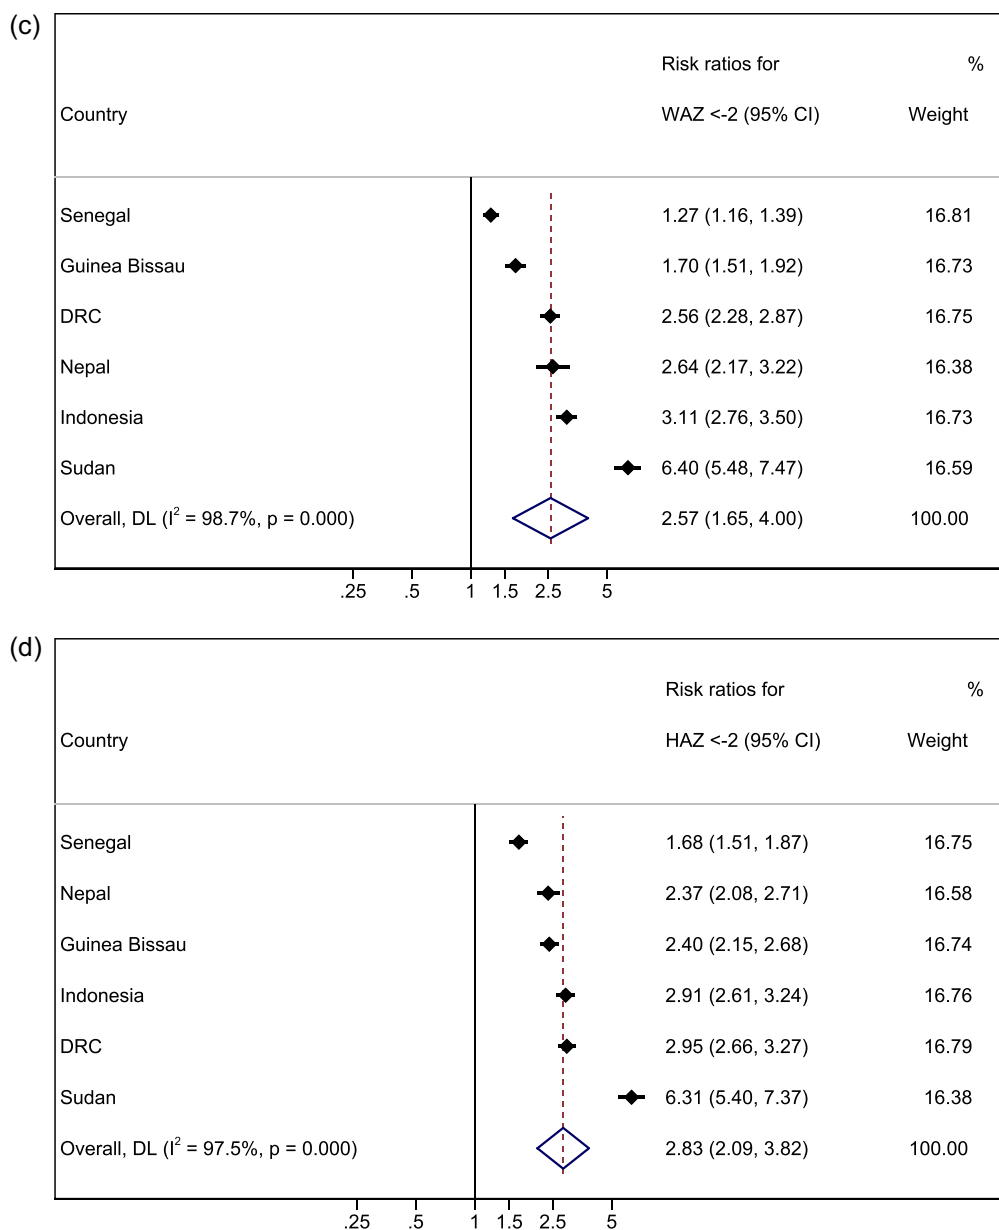 (c)
Risk ratios for %
Country WAZ <-2 (95% CI) Weight
Senegal 1.27 (1.16, 1.39) 16.81
Guinea Bissau 1.70 (1.51, 1.92) 16.73
DRC 2.56 (2.28, 2.87) 16.75
Nepal 2.64 (2.17, 3.22) 16.38
Indonesia 3.11 (2.76, 3.50) 16.73
Sudan 6.40 (5.48, 7.47) 16.59
Overall, DL (I² = 98.7%, p = 0.000) 2.57 (1.65, 4.00) 100.00
.25 .5 1 1.5 2.5 5
(d)
Risk ratios for %
Country HAZ <-2 (95% CI) Weight
Senegal 1.68 (1.51, 1.87) 16.75
Nepal 2.37 (2.08, 2.71) 16.58
Guinea Bissau 2.40 (2.15, 2.68) 16.74
Indonesia 2.91 (2.61, 3.24) 16.76
DRC 2.95 (2.66, 3.27) 16.79
Sudan 6.31 (5.40, 7.37) 16.38
Overall, DL (I² = 97.5%, p = 0.000) 2.83 (2.09, 3.82) 100.00
.25 .5 1 1.5 2.5 5